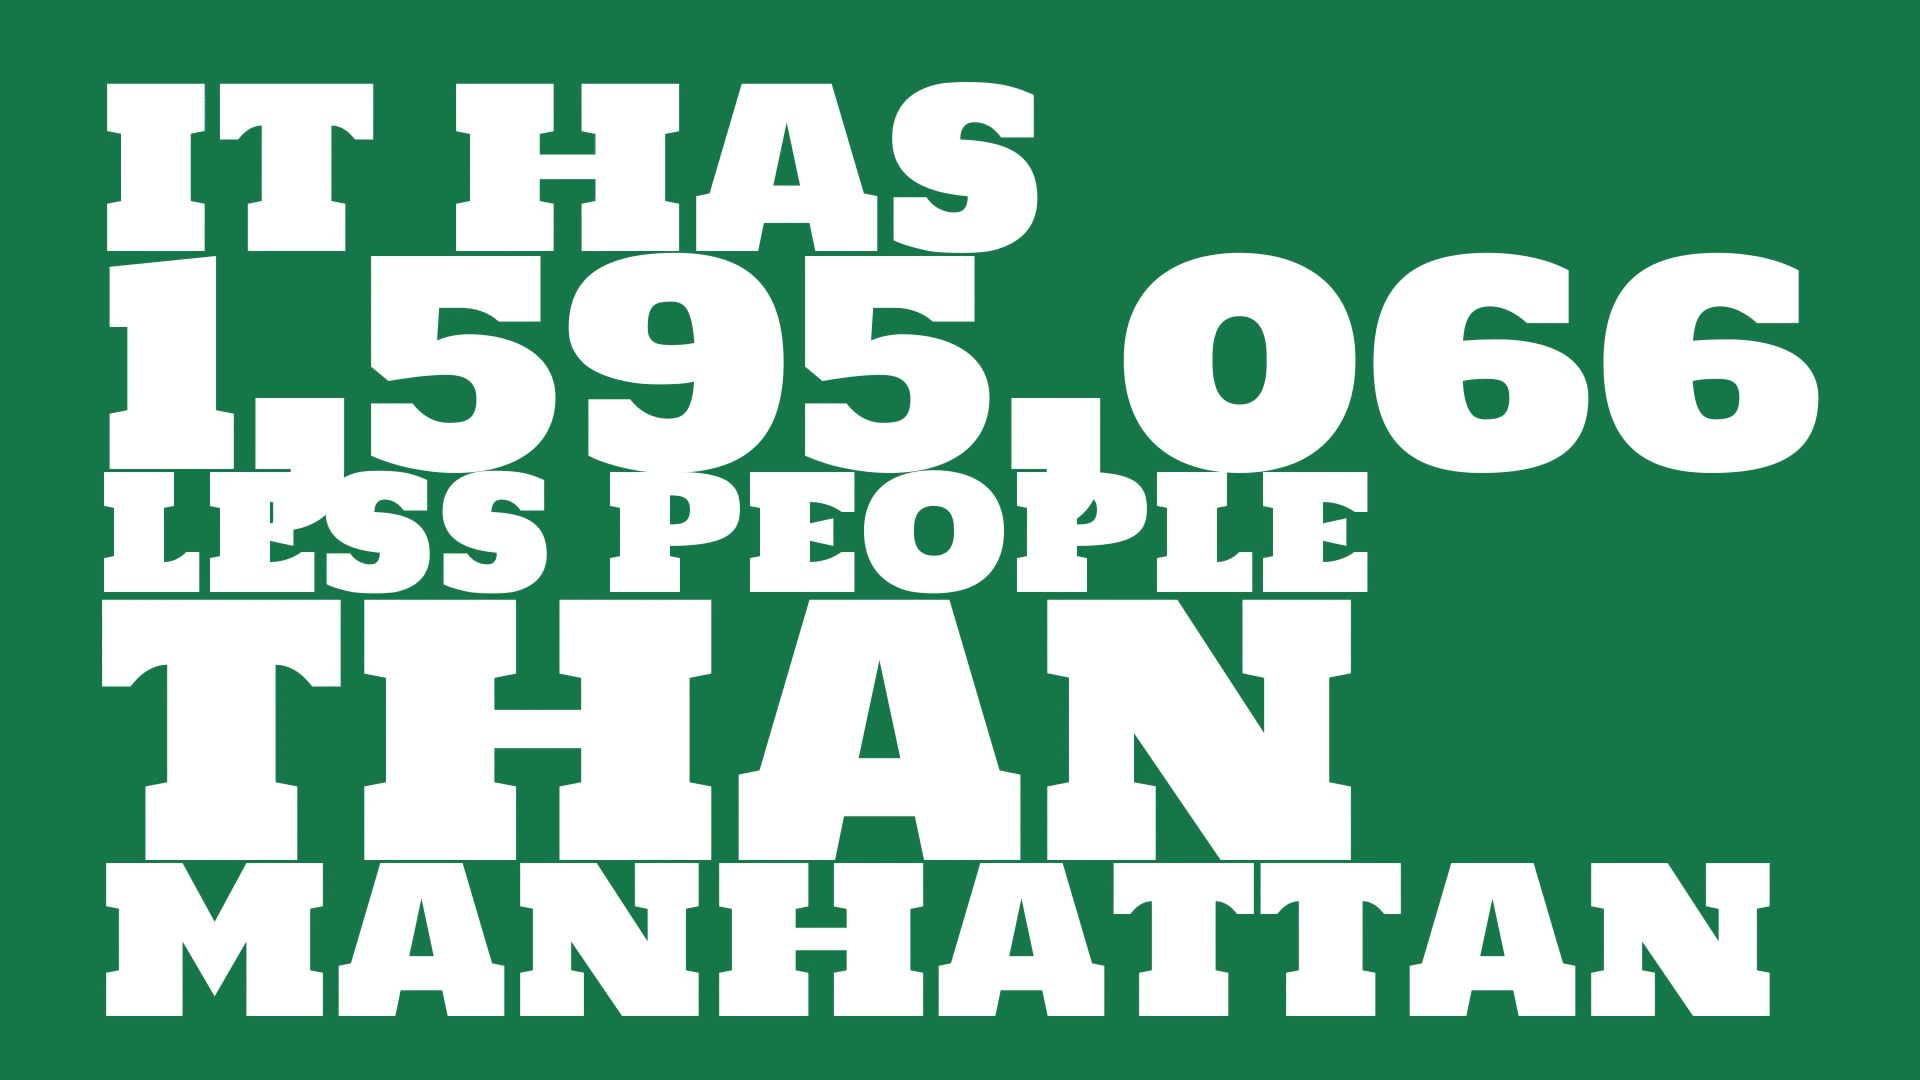 IT HAS
1,595,066
LESS PEOPLE
THAN
MANHATTAN